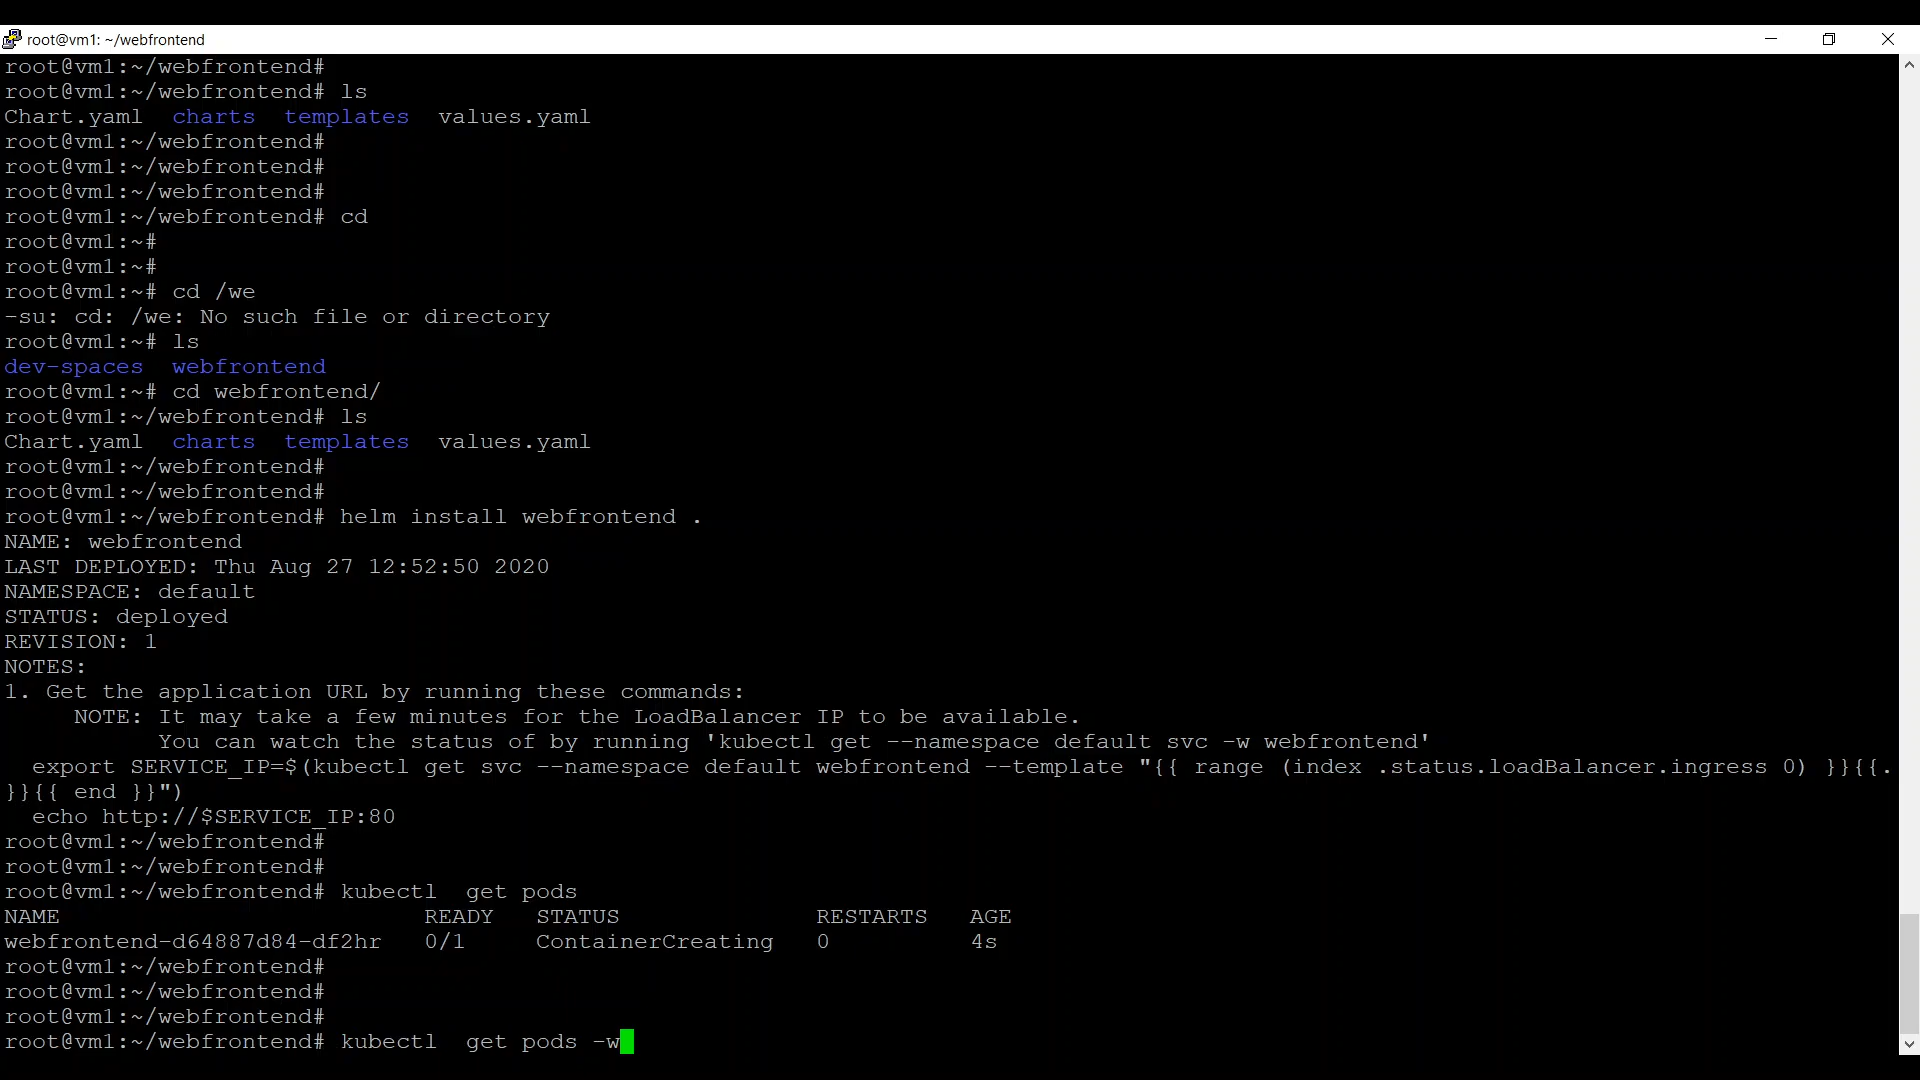 root@vm1: ~/webfrontend
root@vm1:~/webfrontend#
root@vm1:~/webfrontend# ls
Chart.yaml  charts  templates  values.yaml
root@vm1:~/webfrontend#
root@vm1:~/webfrontend#
root@vm1:~/webfrontend#
root@vm1:~/webfrontend# cd
root@vm1:~#
root@vm1:~#
root@vm1:~# cd /we
-su: cd: /we: No such file or directory
root@vm1:~# ls
dev-spaces  webfrontend
root@vm1:~# cd webfrontend/
root@vm1:~/webfrontend# ls
Chart.yaml  charts  templates  values.yaml
root@vm1:~/webfrontend#
root@vm1:~/webfrontend#
root@vm1:~/webfrontend# helm install webfrontend .
NAME: webfrontend
LAST DEPLOYED: Thu Aug 27 12:52:50 2020
NAMESPACE: default
STATUS: deployed
REVISION: 1
NOTES:
1. Get the application URL by running these commands:
     NOTE: It may take a few minutes for the LoadBalancer IP to be available.
           You can watch the status of by running 'kubectl get --namespace default svc -w webfrontend'
  export SERVICE_IP=$(kubectl get svc --namespace default webfrontend --template "{{ range (index .status.loadBalancer.ingress 0) }}{{.
}}{{ end }}")
  echo http://$SERVICE_IP:80
root@vm1:~/webfrontend#
root@vm1:~/webfrontend#
root@vm1:~/webfrontend# kubectl  get pods
NAME                          READY   STATUS              RESTARTS   AGE
webfrontend-d64887d84-df2hr   0/1     ContainerCreating   0          4s
root@vm1:~/webfrontend#
root@vm1:~/webfrontend#
root@vm1:~/webfrontend#
root@vm1:~/webfrontend# kubectl  get pods -w